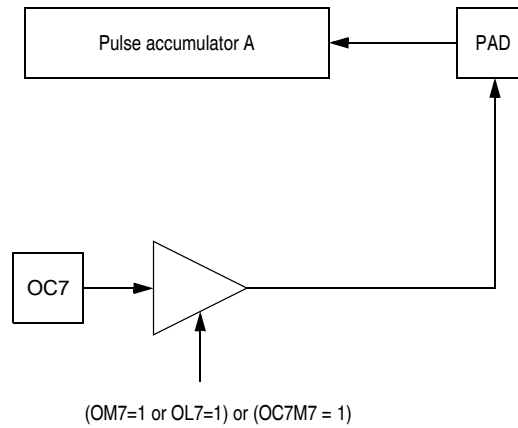 Pulse accumulator A
PAD
OC7
(OM7=1 or OL7=1) or (OC7M7 = 1)